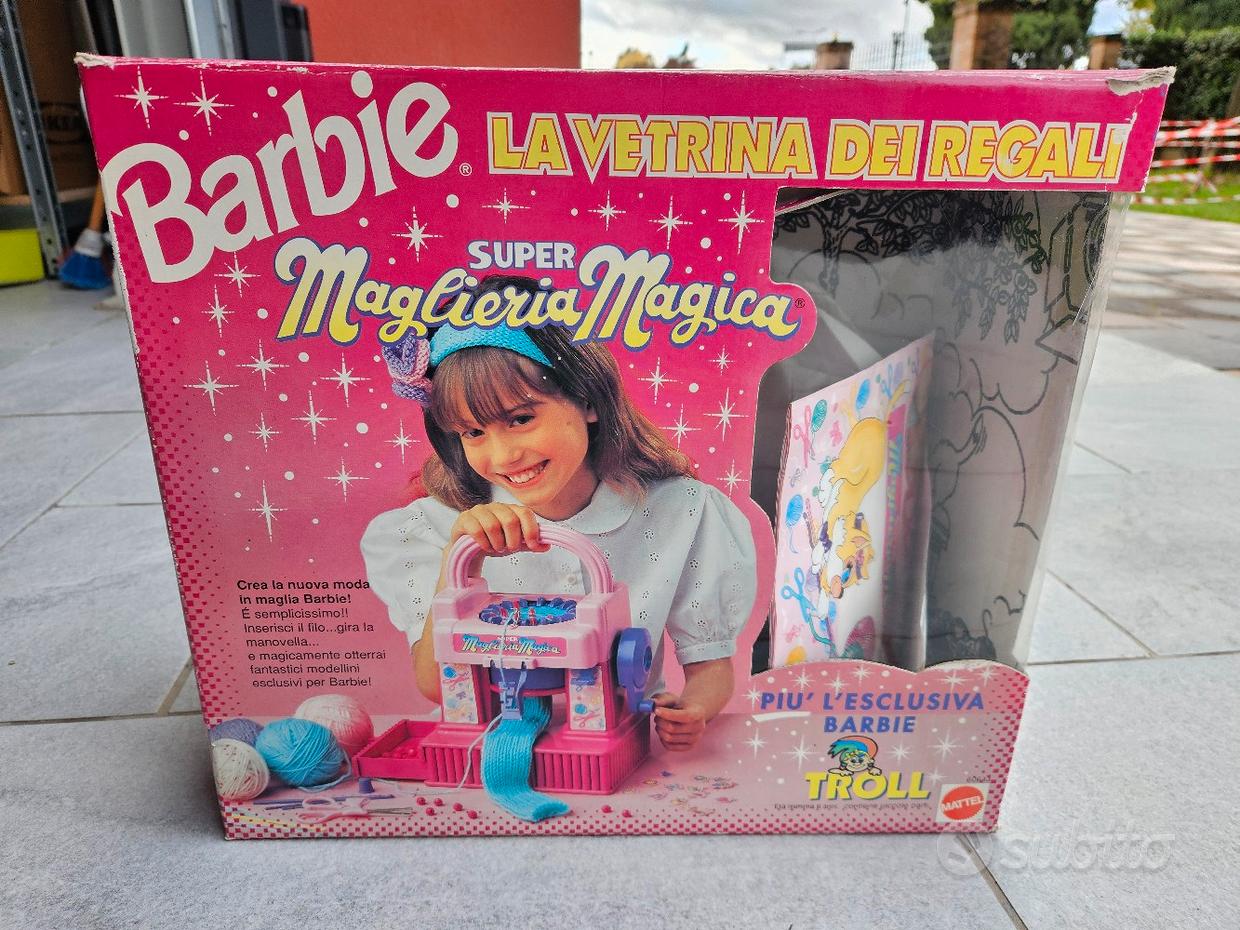 Barbie®
LA VETRINA DEI REGALI
SUPER
Maglieria Magica®
Crea la nuova moda
in maglia Barbie!
É semplicissimo!!
Inserisci il filo...gira la
manovella...
e magicamente otterrai
fantastici modellini
esclusivi per Barbie!
SUPER
Maglieria Magica
PIU' L'ESCLUSIVA
BARBIE
TROLL
MATTEL
subito